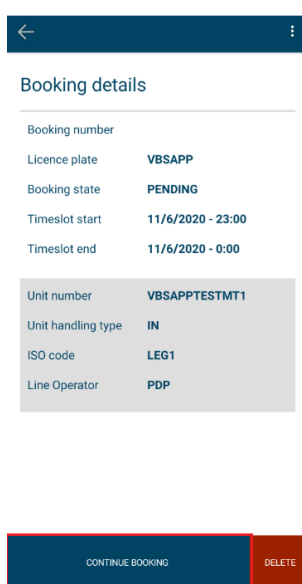 Booking details
Booking number
Licence plate VBSAPP
Booking state PENDING
Timeslot start 11/6/2020 - 23:00
Timeslot end 11/6/2020 - 0:00
Unit number VBSAPPTESTMT1
Unit handling type IN
ISO code LEG1
Line Operator PDP
CONTINUE BOOKING DELETE